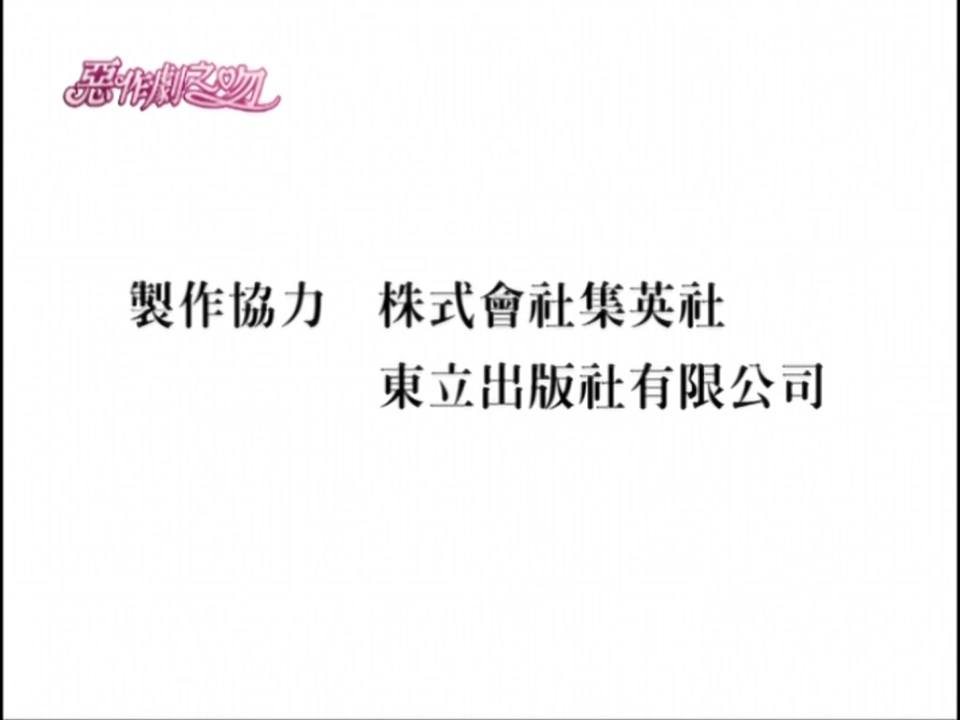 惡作劇之吻
製作協力　株式會社集英社
東立出版社有限公司